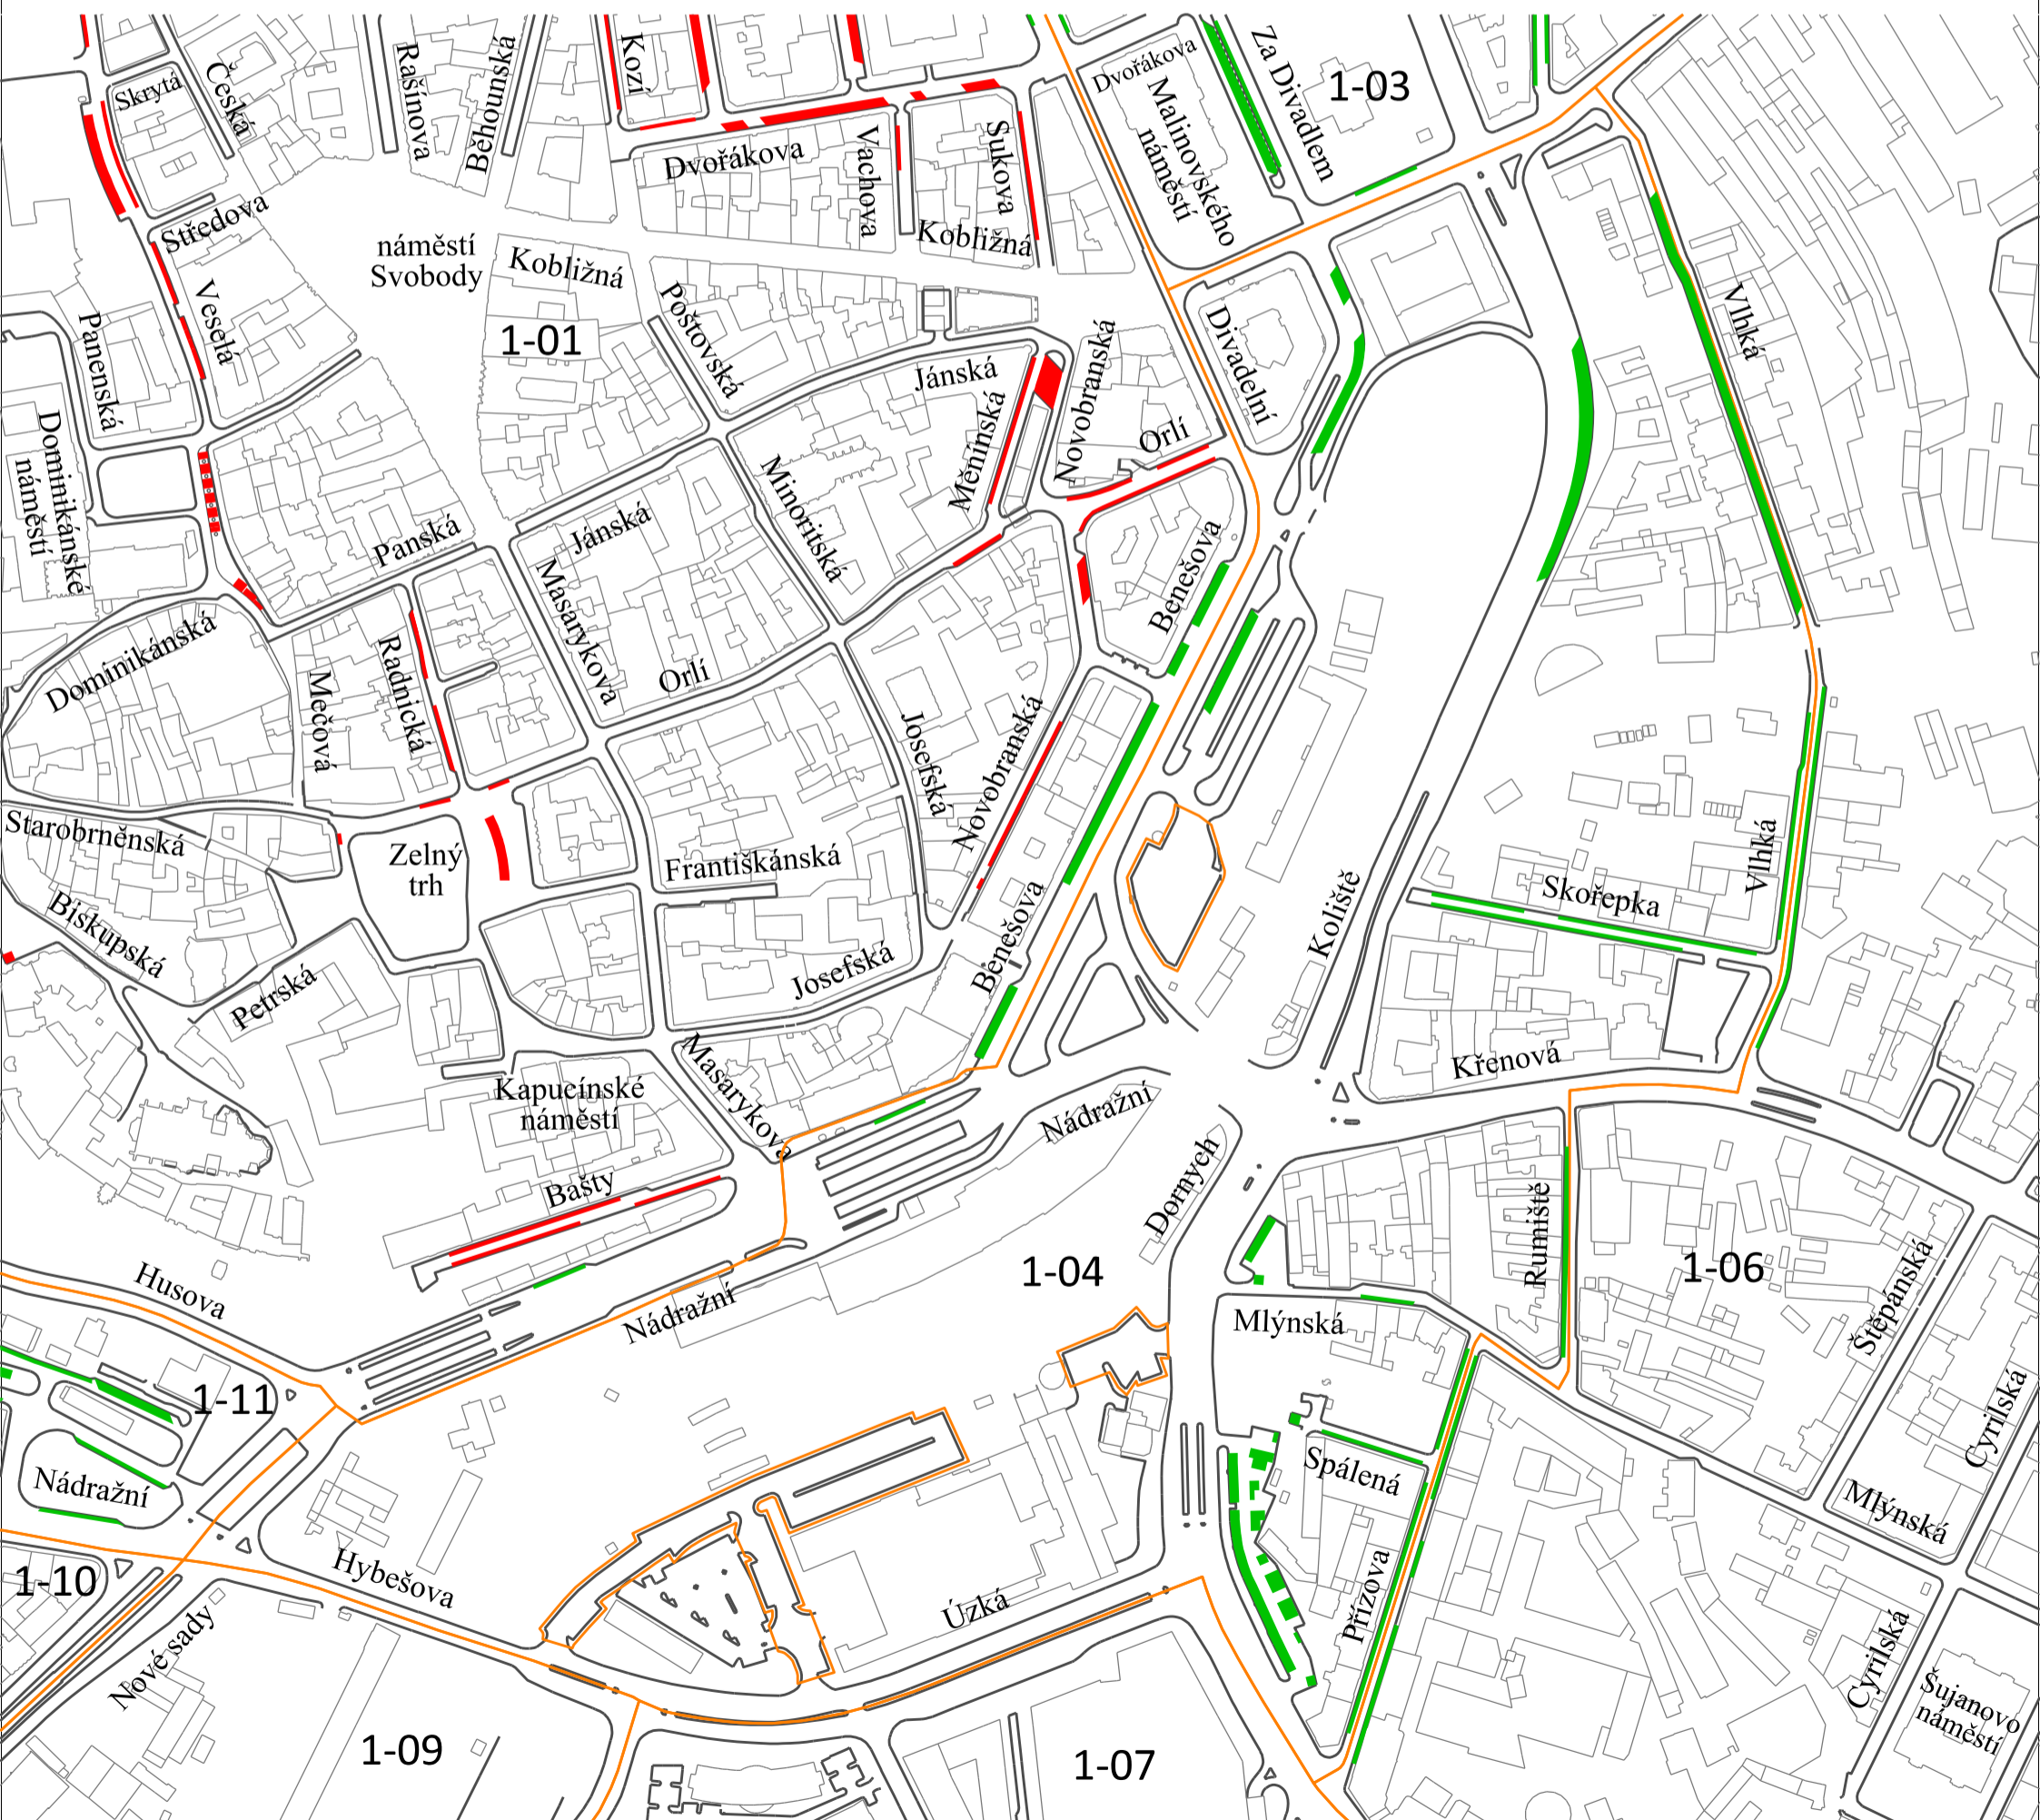 Skrytá
Česká
Rašínova
Běhounská
Kozí
Dvořákova
Vachova
Sukova
Dvořákova
Malinovského
náměstí
Za Divadlem
1-03
Středova
náměstí
Svobody
Kobližná
Kobližná
Panenská
Veselá
1-01
Poštovská
Jánská
Novobranská
Divadelní
Vlhká
Dominikánské
náměstí
Měnínská
Orlí
Minoritská
Panská
Jánská
Benešova
Dominikánská
Mečová
Radnická
Masarykova
Orlí
Josefská
Novobranská
Starobrněnská
Zelný
trh
Františkánská
Koliště
Skořepka
Vlhká
Biskupská
Petrská
Josefská
Benešova
Masarykova
Kapucínské
náměstí
Nádražní
Křenová
Bašty
Dornych
Rumiště
Husova
Nádražní
1-04
Mlýnská
1-06
Štěpánská
1-11
Nádražní
Spálená
Cyrilská
Mlýnská
1-10
Hybešova
Úzká
Přízova
Nové sady
Cyrilská
Šujanovo
náměstí
1-09
1-07